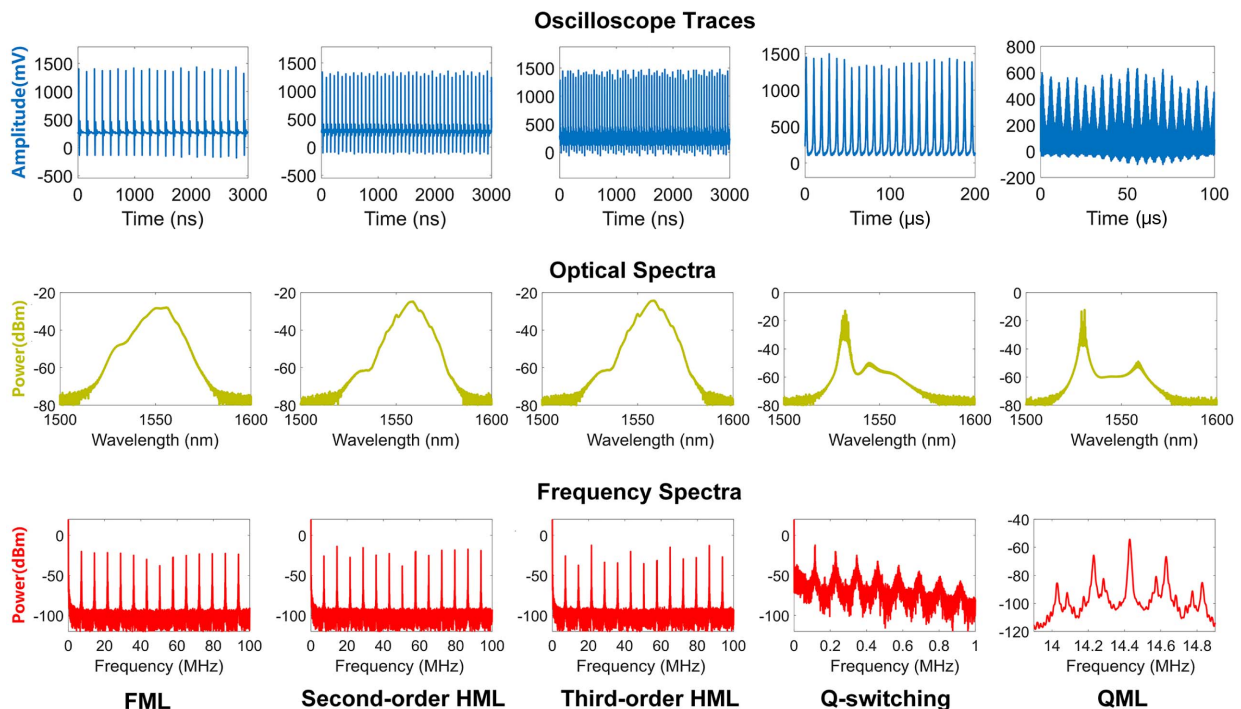 Oscilloscope Traces
Amplitude(mV)
1500
1000
500
0
-500
0 1000 2000 3000
Time (ns)
1500
1000
500
0
-500
0 1000 2000 3000
Time (ns)
1500
1000
500
0
0 1000 2000 3000
Time (ns)
1500
1000
500
0
0 100 200
Time (μs)
800
600
400
200
0
-200
0 50 100
Time (μs)
Optical Spectra
Power(dBm)
-20
-40
-60
-80
1500 1550 1600
Wavelength (nm)
-20
-40
-60
-80
1500 1550 1600
Wavelength (nm)
-20
-40
-60
-80
1500 1550 1600
Wavelength (nm)
0
-20
-40
-60
-80
1500 1550 1600
Wavelength (nm)
0
-20
-40
-60
-80
1500 1550 1600
Wavelength (nm)
Frequency Spectra
Power(dBm)
0
-50
-100
0 20 40 60 80 100
Frequency (MHz)
0
-50
-100
0 20 40 60 80 100
Frequency (MHz)
0
-50
-100
0 20 40 60 80 100
Frequency (MHz)
0
-50
-100
0 0.2 0.4 0.6 0.8 1
Frequency (MHz)
-40
-60
-80
-100
-120
14 14.2 14.4 14.6 14.8
Frequency (MHz)
FML
Second-order HML
Third-order HML
Q-switching
QML